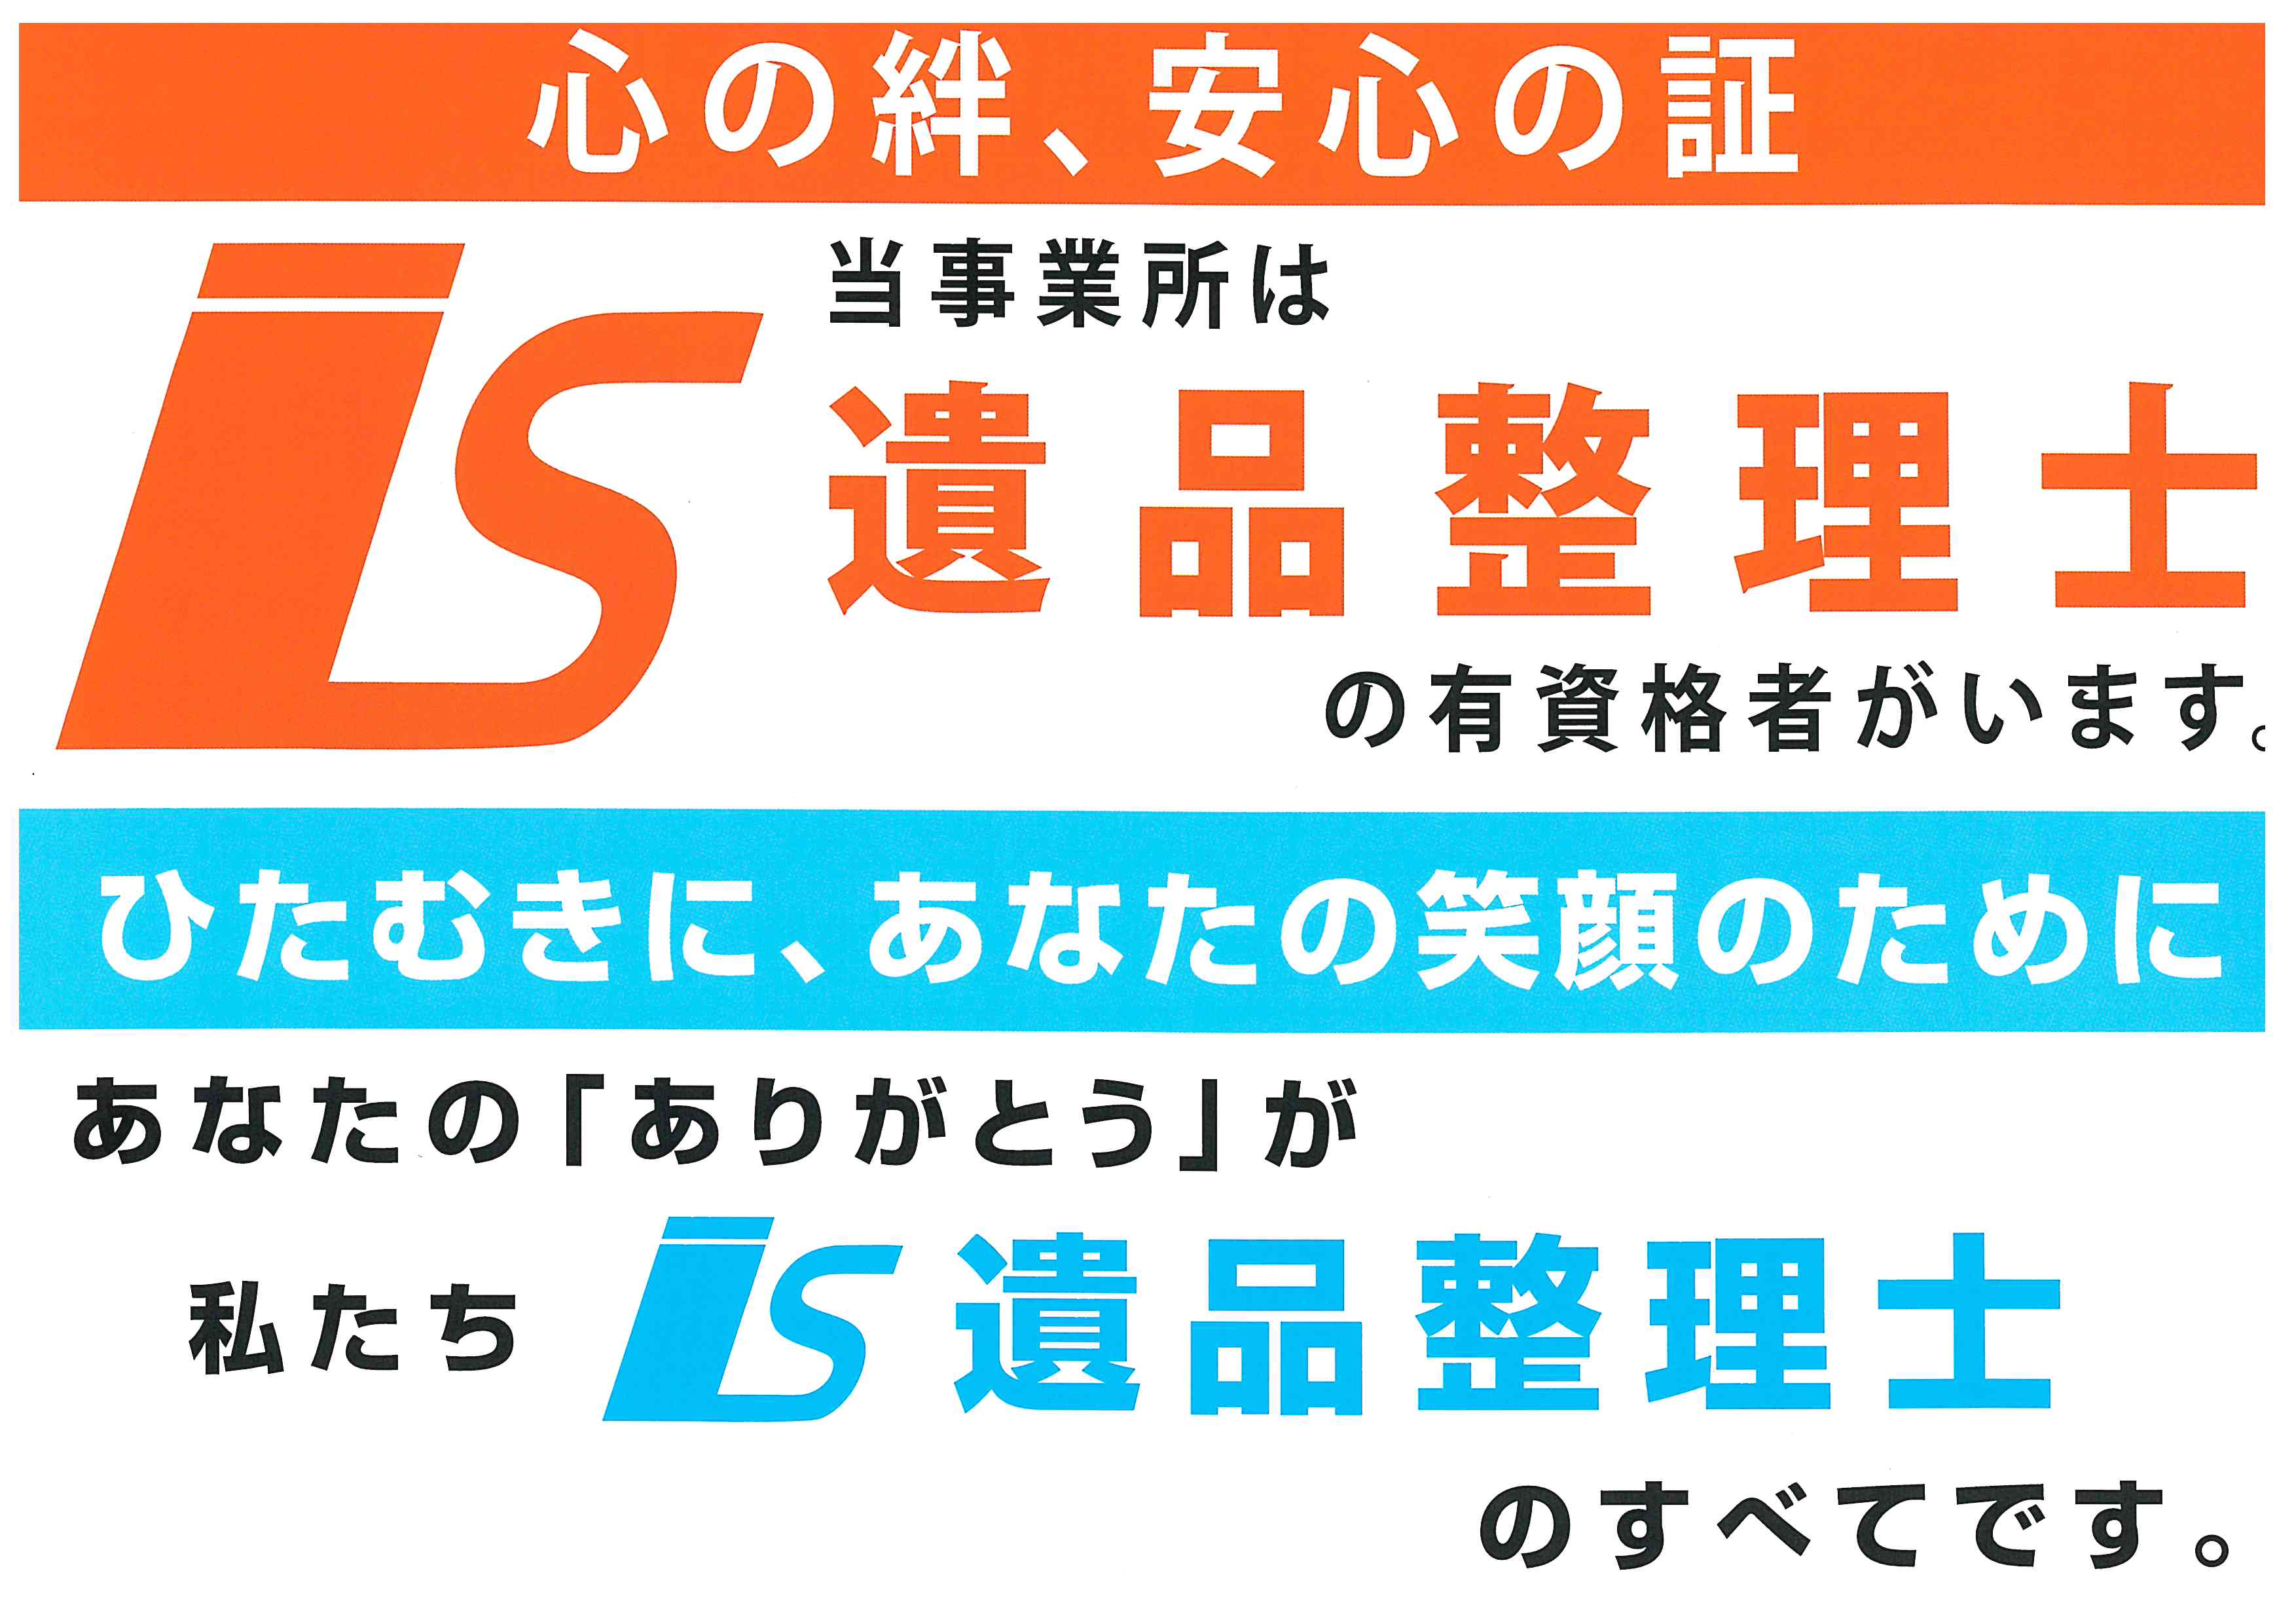 心の絆、安心の証
当事業所は
is 遺品整理士
の有資格者がいます。
ひたむきに、あなたの笑顔のために
あなたの「ありがとう」が
私たち is 遺品整理士
のすべてです。